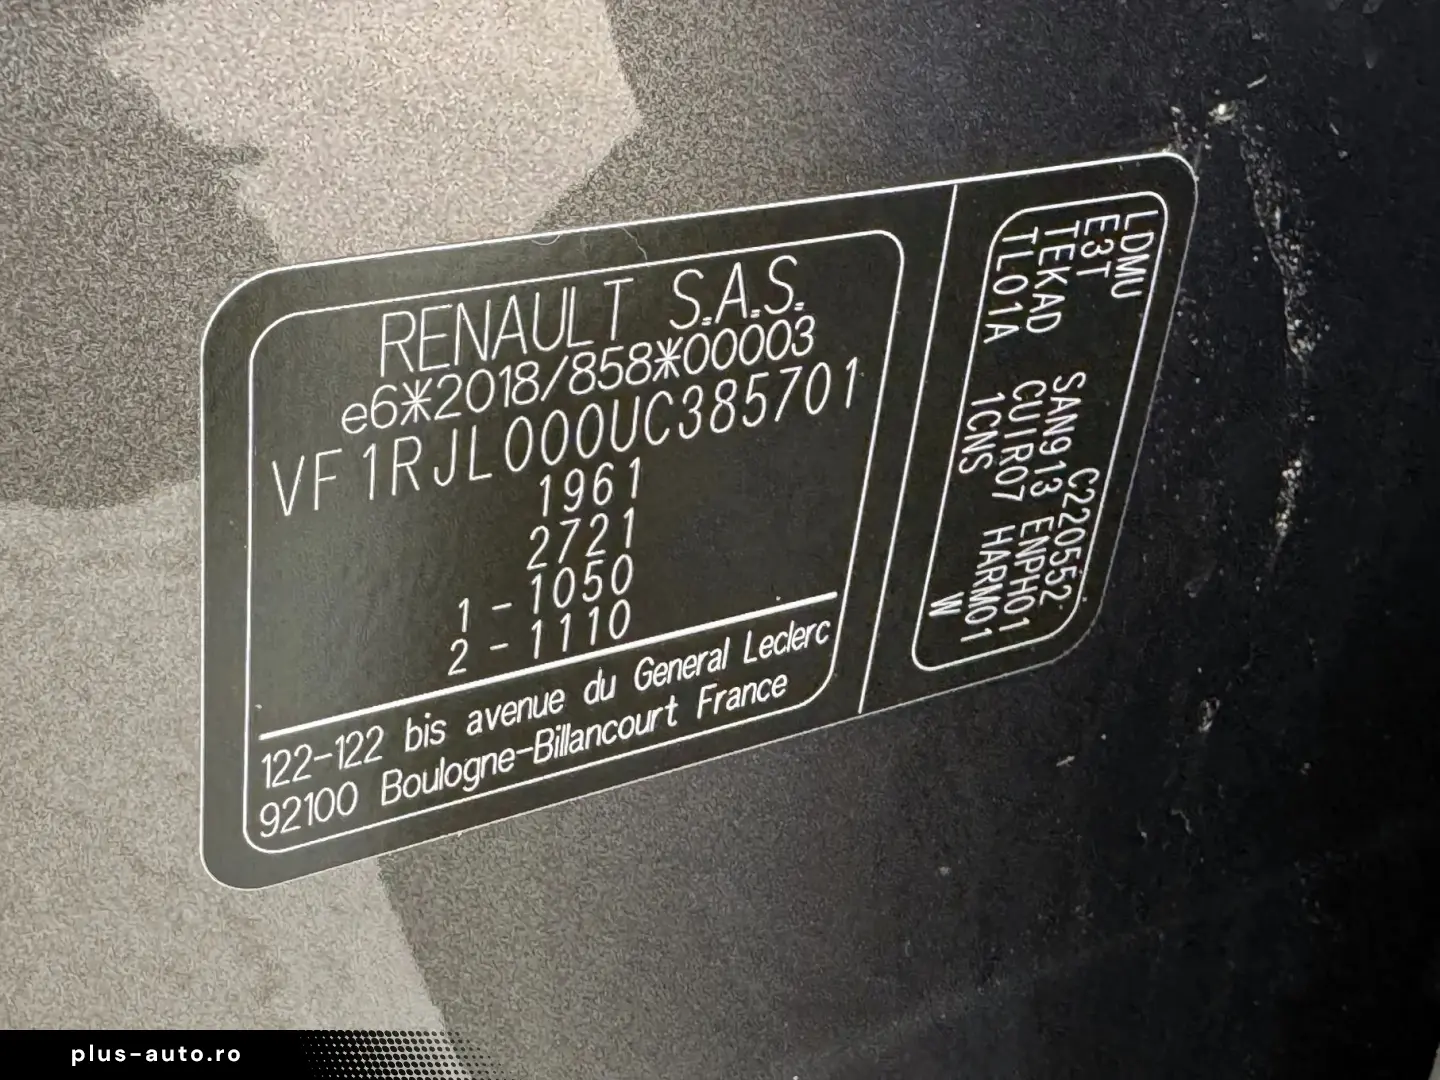 RENAULT S.A.S.
e6*2018/858*00003
VF1RJL000UC385701
1961
2721
1 - 1050
2 - 1110
122-122 bis avenue du General Leclerc
92100 Boulogne-Billancourt France
LDMU C220552
E3T SAN913 ENPH01
TEKAD CUIR07 HARM01
TL01A 1CNS W
plus-auto.ro